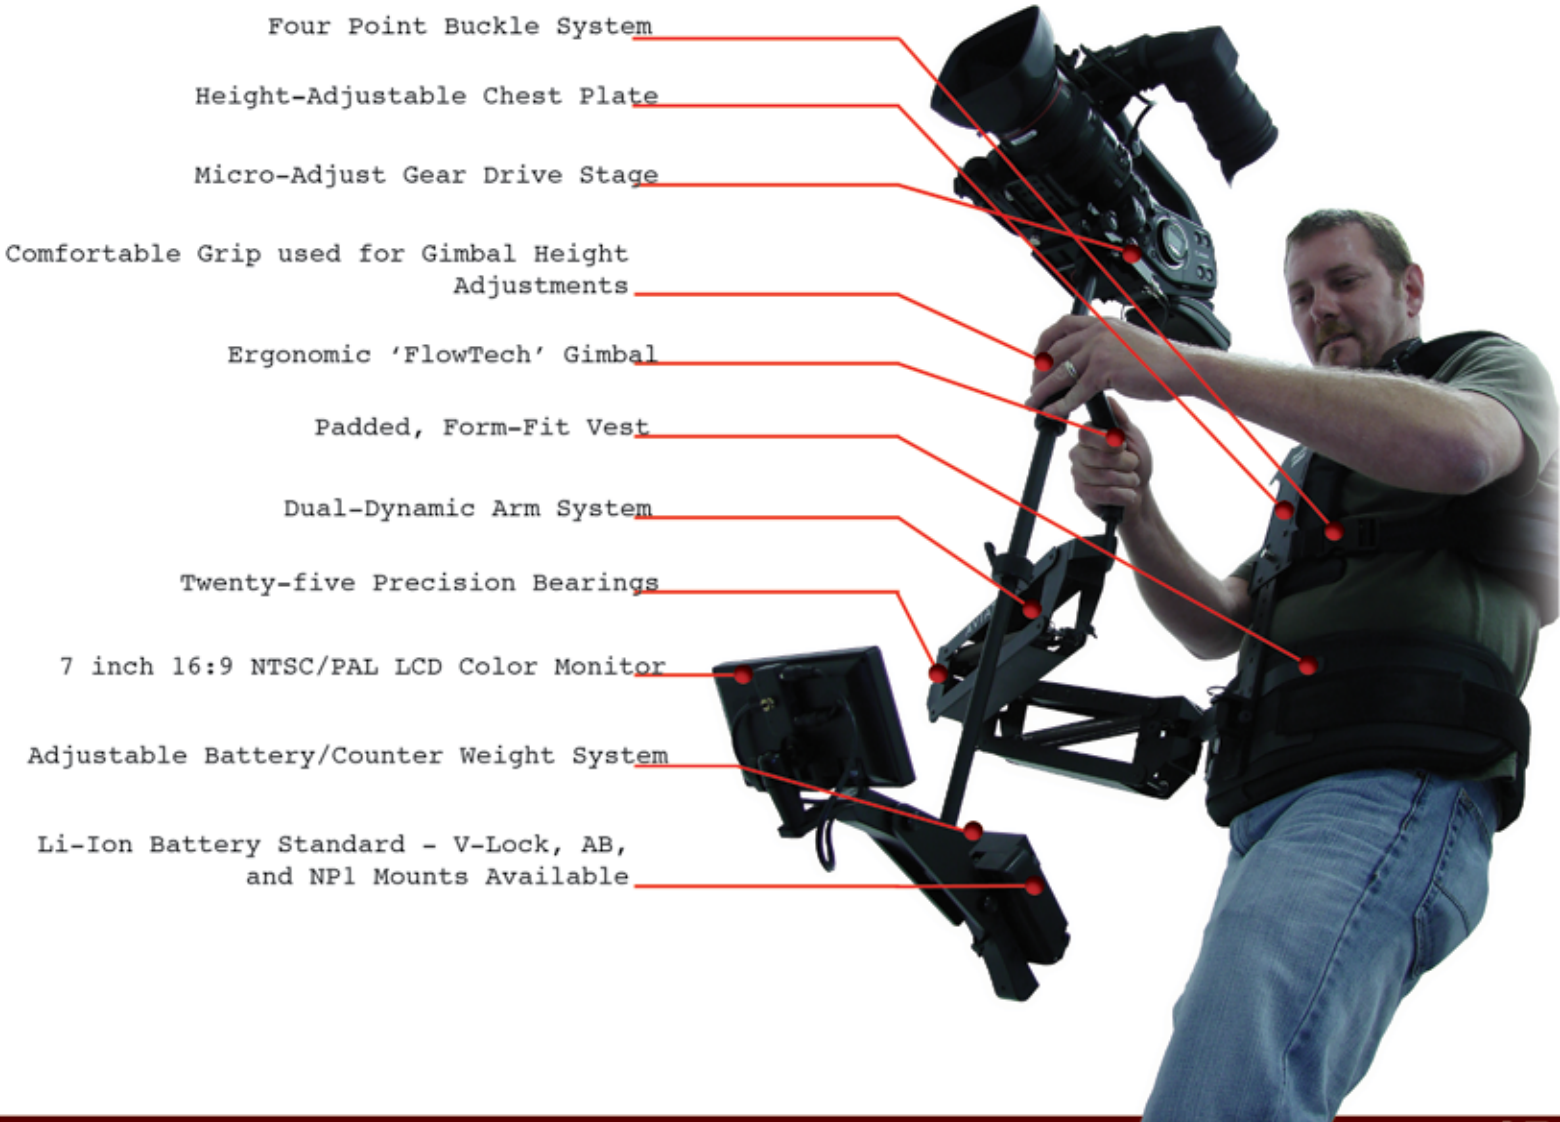 Four Point Buckle System
Height-Adjustable Chest Plate
Micro-Adjust Gear Drive Stage
Comfortable Grip used for Gimbal Height
Adjustments
Ergonomic ‘FlowTech’ Gimbal
Padded, Form-Fit Vest
Dual-Dynamic Arm System
Twenty-five Precision Bearings
7 inch 16:9 NTSC/PAL LCD Color Monitor
Adjustable Battery/Counter Weight System
Li-Ion Battery Standard - V-Lock, AB,
and NP1 Mounts Available